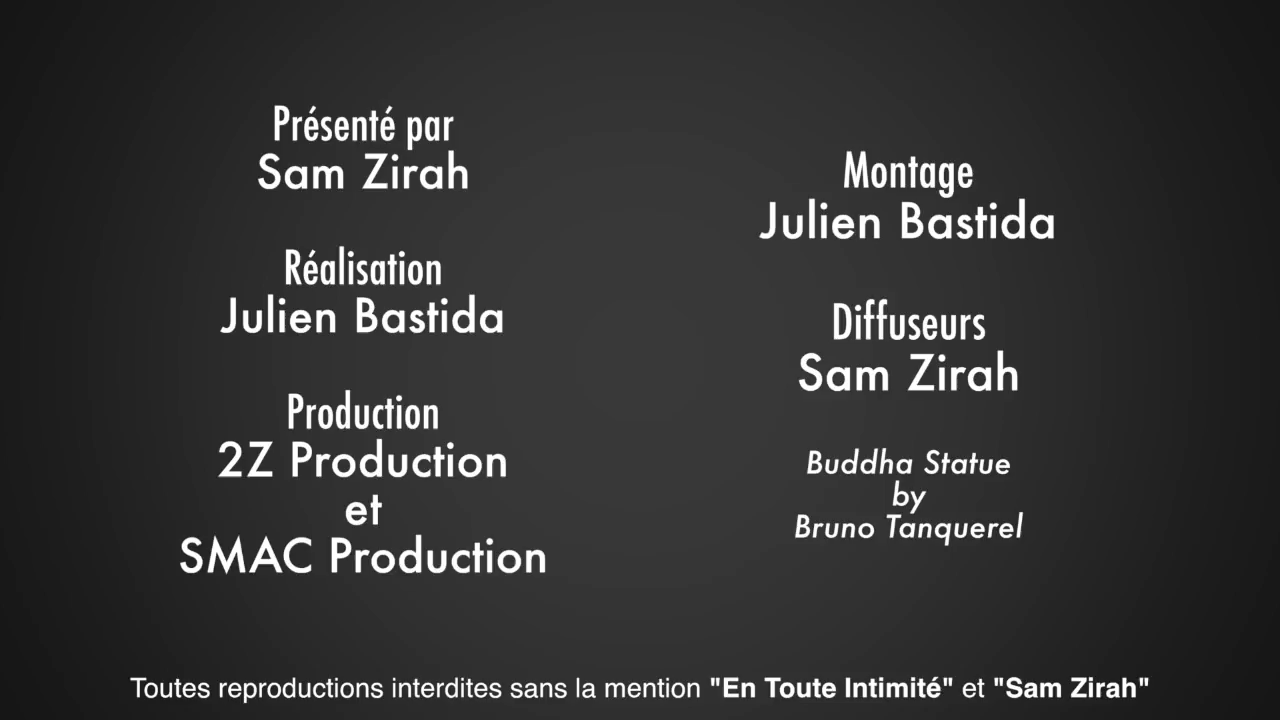 Présenté par
Sam Zirah
Réalisation
Julien Bastida
Production
2Z Production
et
SMAC Production
Montage
Julien Bastida
Diffuseurs
Sam Zirah
Buddha Statue
by
Bruno Tanquerel
Toutes reproductions interdites sans la mention "En Toute Intimité" et "Sam Zirah"